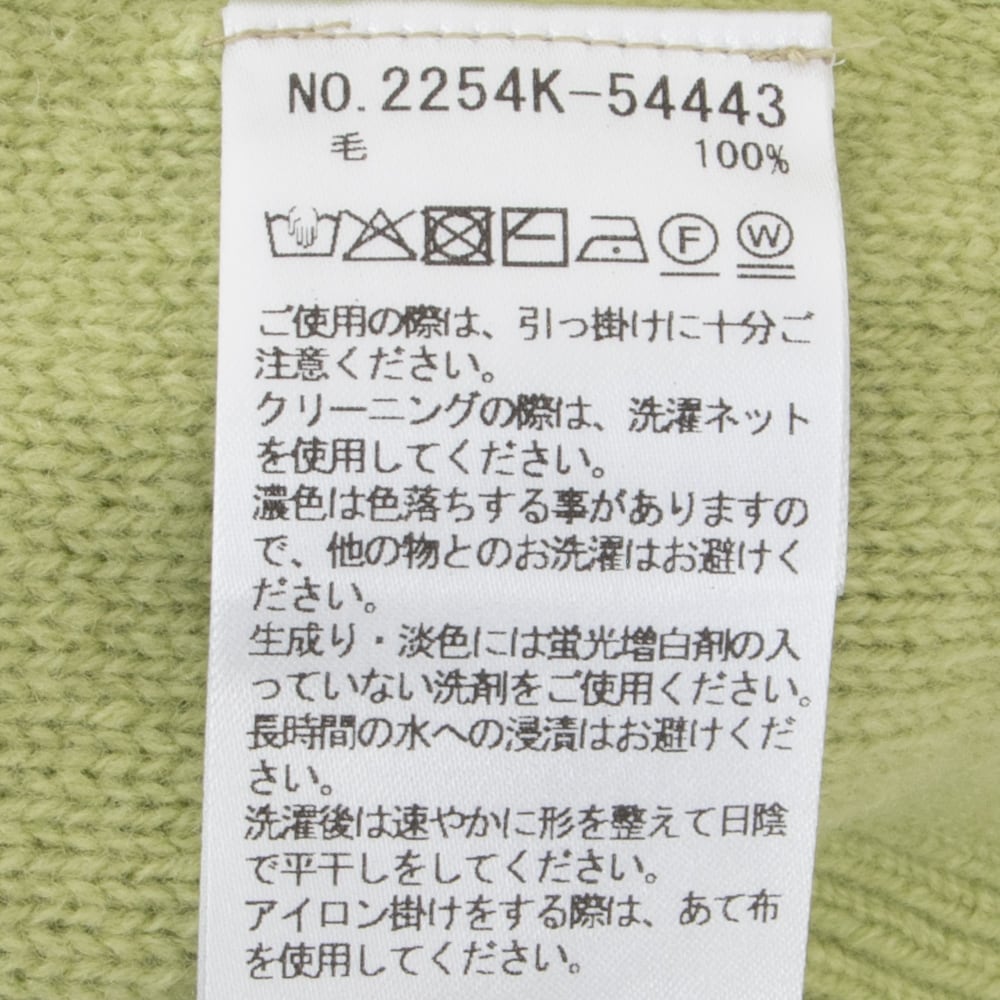 NO.2254K-54443
毛 100%
F W
ご使用の際は、引っ掛けに十分ご
注意ください。
クリーニングの際は、洗濯ネット
を使用してください。
濃色は色落ちする事がありますの
で、他の物とのお洗濯はお避けく
ださい。
生成り・淡色には蛍光増白剤の入
っていない洗剤をご使用ください。
長時間の水への浸漬はお避けくだ
さい。
洗濯後は速やかに形を整えて日陰
で平干しをしてください。
アイロン掛けをする際は、あて布
を使用してください。